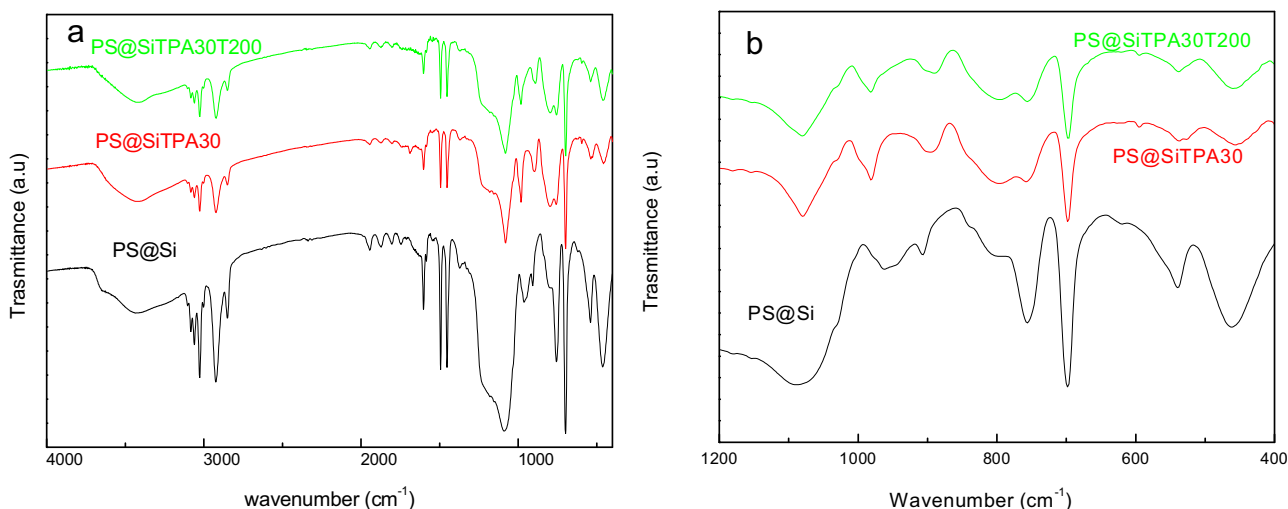 a
PS@SiTPA30T200
PS@SiTPA30
PS@Si
Trasmittance (a.u)
4000 3000 2000 1000
wavenumber (cm-1)
b
PS@SiTPA30T200
PS@SiTPA30
PS@Si
Trasmittance (a.u)
1200 1000 800 600 400
Wavenumber (cm-1)